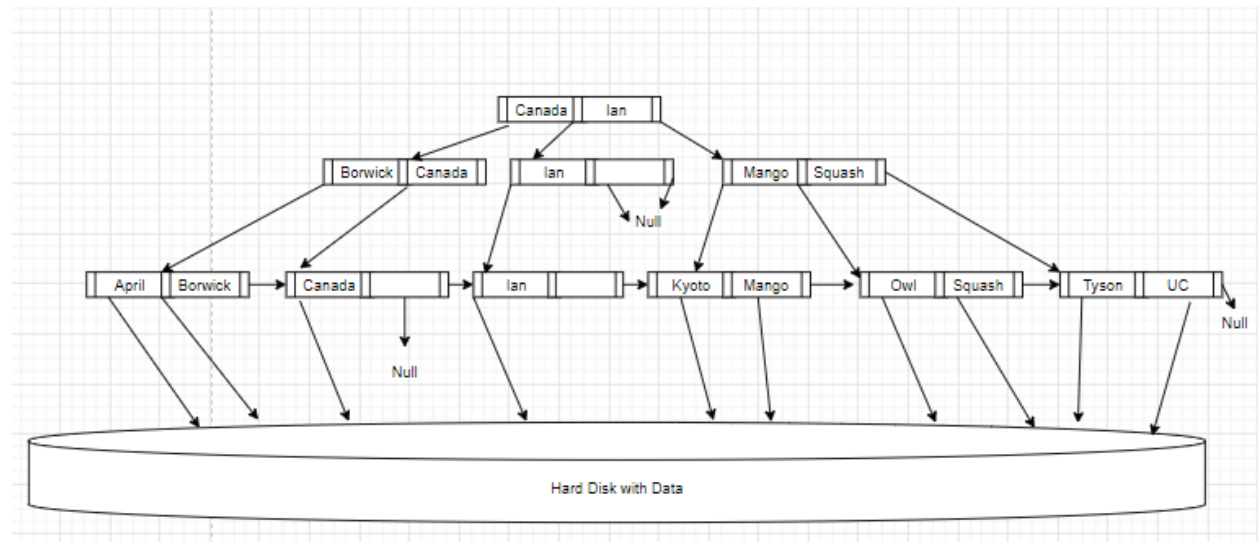 Canada Ian
Borwick Canada Ian Mango Squash
Null
April Borwick Canada Ian Kyoto Mango Owl Squash Tyson UC
Null
Null
Hard Disk with Data